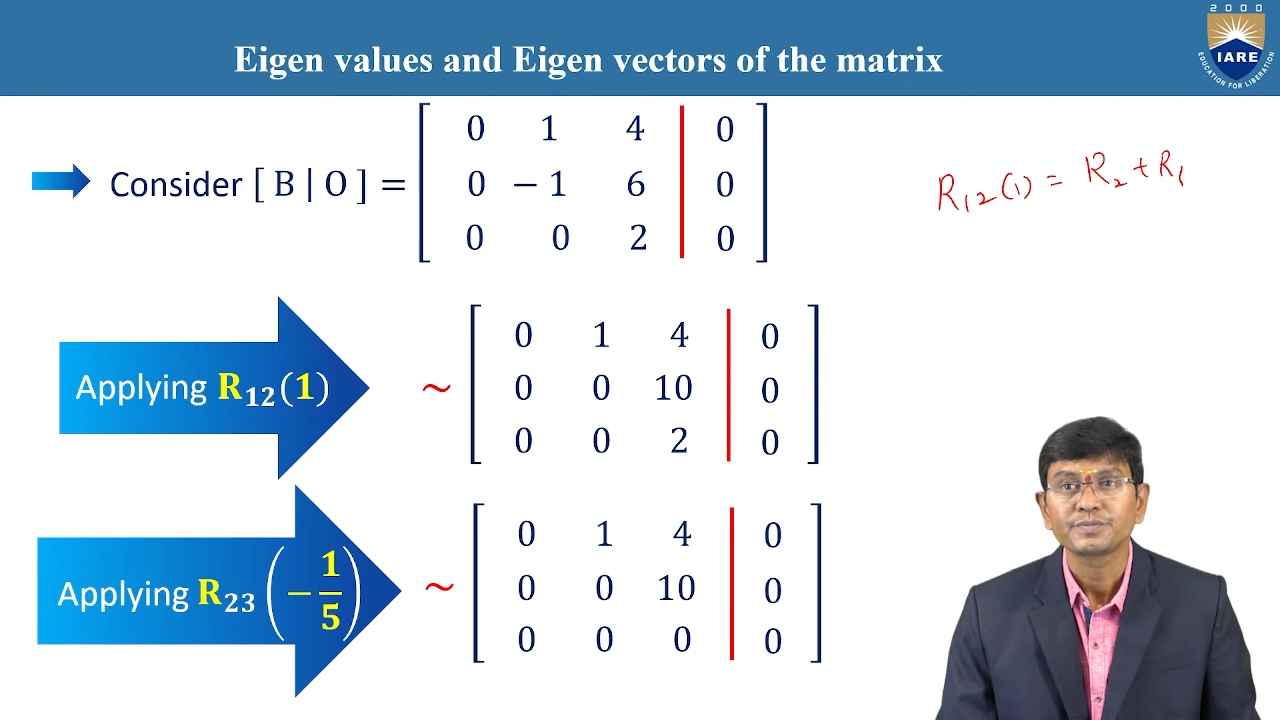 2000
IARE
EDUCATION FOR LIBERATION
Eigen values and Eigen vectors of the matrix
Consider [ B | O ] = [ 0 1 4 | 0
0 −1 6 | 0
0 0 2 | 0 ]
R₁₂(1) = R₂ + R₁
Applying R₁₂(1) ~ [ 0 1 4 | 0
0 0 10 | 0
0 0 2 | 0 ]
Applying R₂₃(−1/5) ~ [ 0 1 4 | 0
0 0 10 | 0
0 0 0 | 0 ]